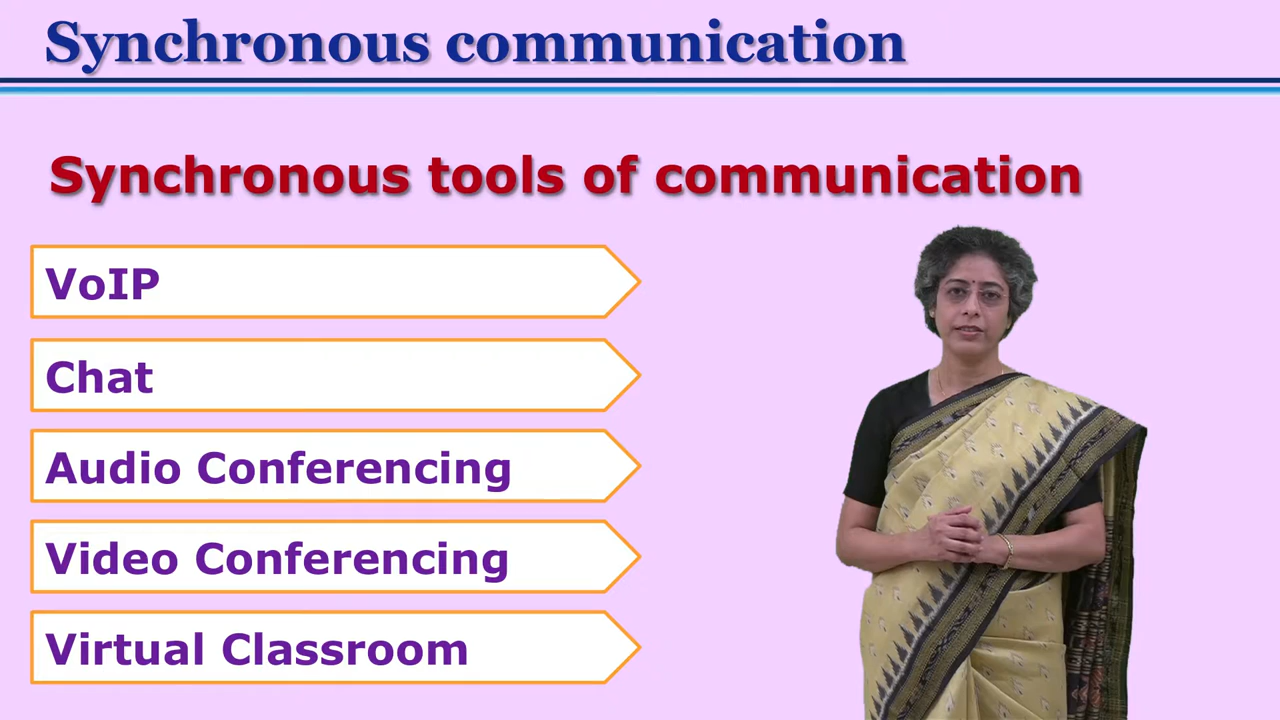 Synchronous communication
Synchronous tools of communication
VoIP
Chat
Audio Conferencing
Video Conferencing
Virtual Classroom